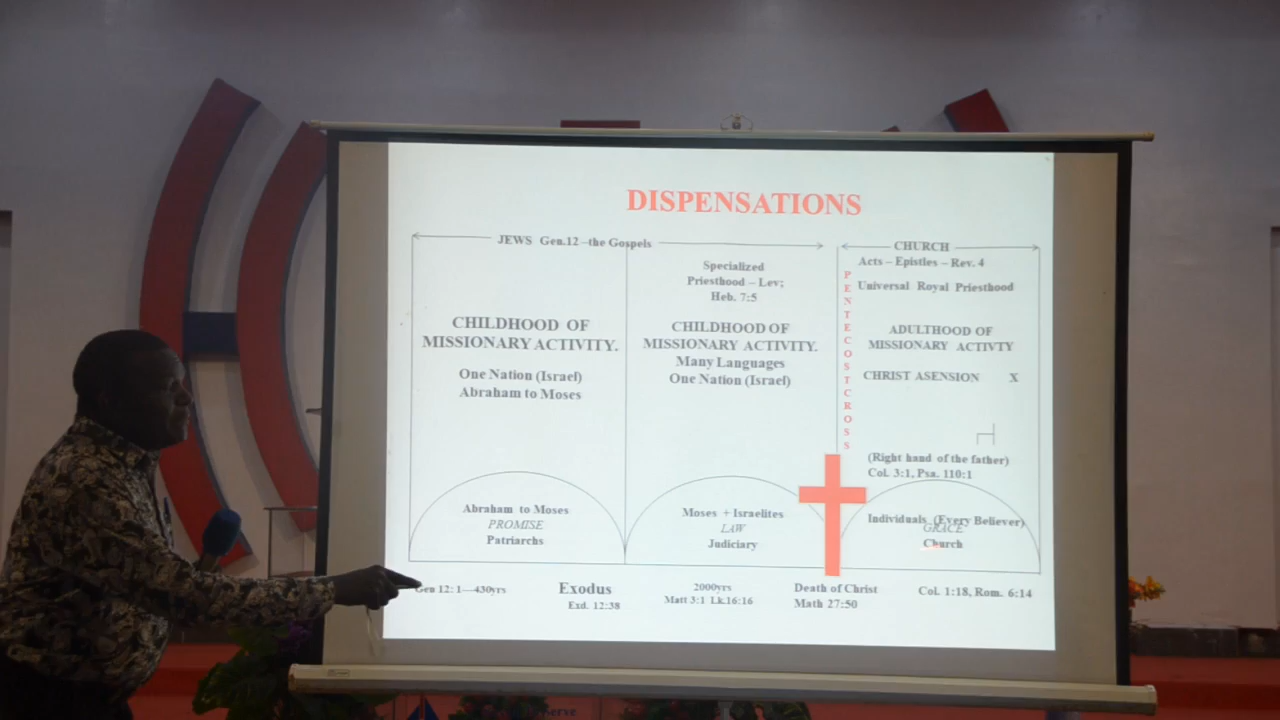 DISPENSATIONS
JEWS Gen.12 –the Gospels
CHURCH
Acts – Epistles – Rev. 4
Specialized
Priesthood – Lev;
Heb. 7:5
Universal Royal Priesthood
PENTECOSTCROSS
CHILDHOOD OF
MISSIONARY ACTIVITY.
One Nation (Israel)
Abraham to Moses
CHILDHOOD OF
MISSIONARY ACTIVITY.
Many Languages
One Nation (Israel)
ADULTHOOD OF
MISSIONARY ACTIVTY
CHRIST ASENSION X
(Right hand of the father)
Col. 3:1, Psa. 110:1
Abraham to Moses
PROMISE
Patriarchs
Moses + Israelites
LAW
Judiciary
Individuals (Every Believer)
GRACE
Church
Gen 12: 1—430yrs
Exodus
Exd. 12:38
2000yrs
Matt 3:1 Lk.16:16
Death of Christ
Math 27:50
Col. 1:18, Rom. 6:14